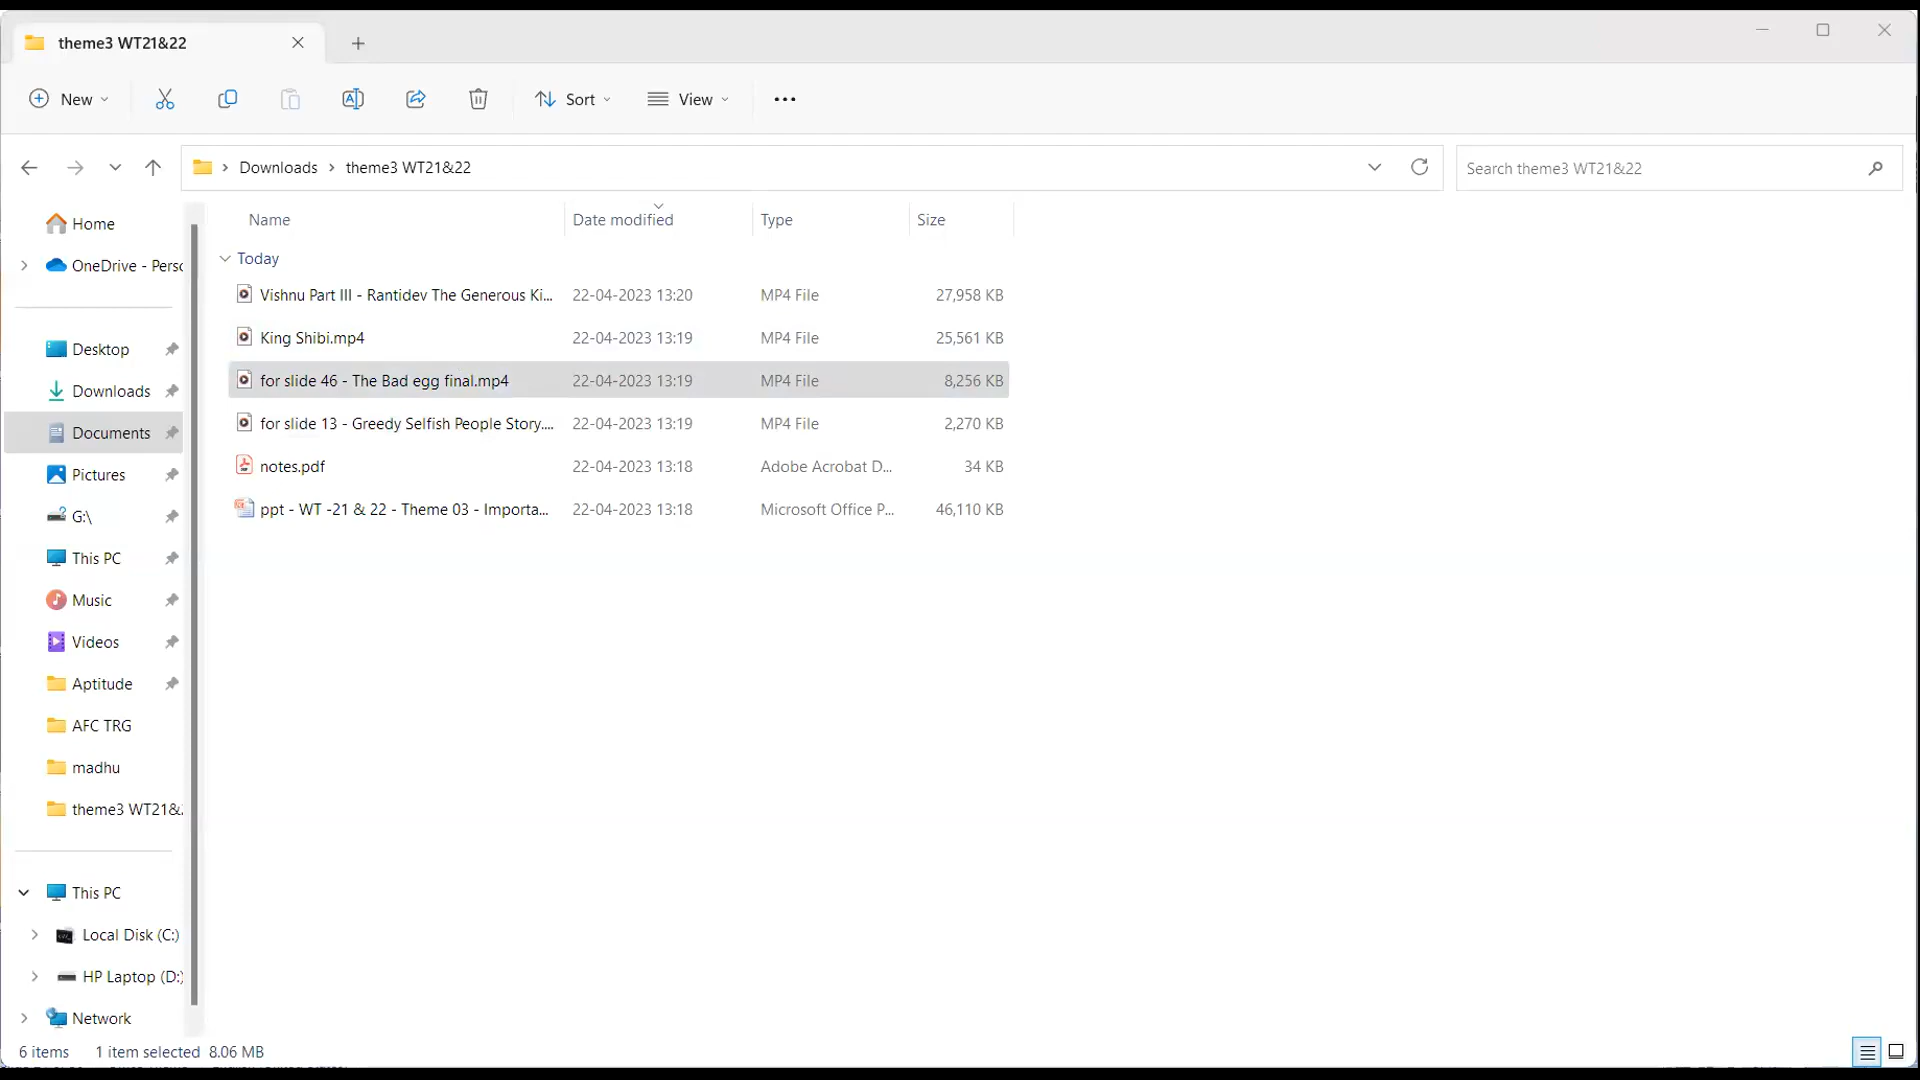 theme3 WT21&22
New
Sort
View
Downloads
theme3 WT21&22
Search theme3 WT21&22
Name Date modified Type Size
Today
Vishnu Part III - Rantidev The Generous Ki... 22-04-2023 13:20 MP4 File 27,958 KB
King Shibi.mp4 22-04-2023 13:19 MP4 File 25,561 KB
for slide 46 - The Bad egg final.mp4 22-04-2023 13:19 MP4 File 8,256 KB
for slide 13 - Greedy Selfish People Story.... 22-04-2023 13:19 MP4 File 2,270 KB
notes.pdf 22-04-2023 13:18 Adobe Acrobat D... 34 KB
ppt - WT -21 & 22 - Theme 03 - Importa... 22-04-2023 13:18 Microsoft Office P... 46,110 KB
Home
OneDrive - Perso
Desktop
Downloads
Documents
Pictures
G:\
This PC
Music
Videos
Aptitude
AFC TRG
madhu
theme3 WT21&
This PC
Local Disk (C:)
HP Laptop (D:)
Network
6 items 1 item selected 8.06 MB